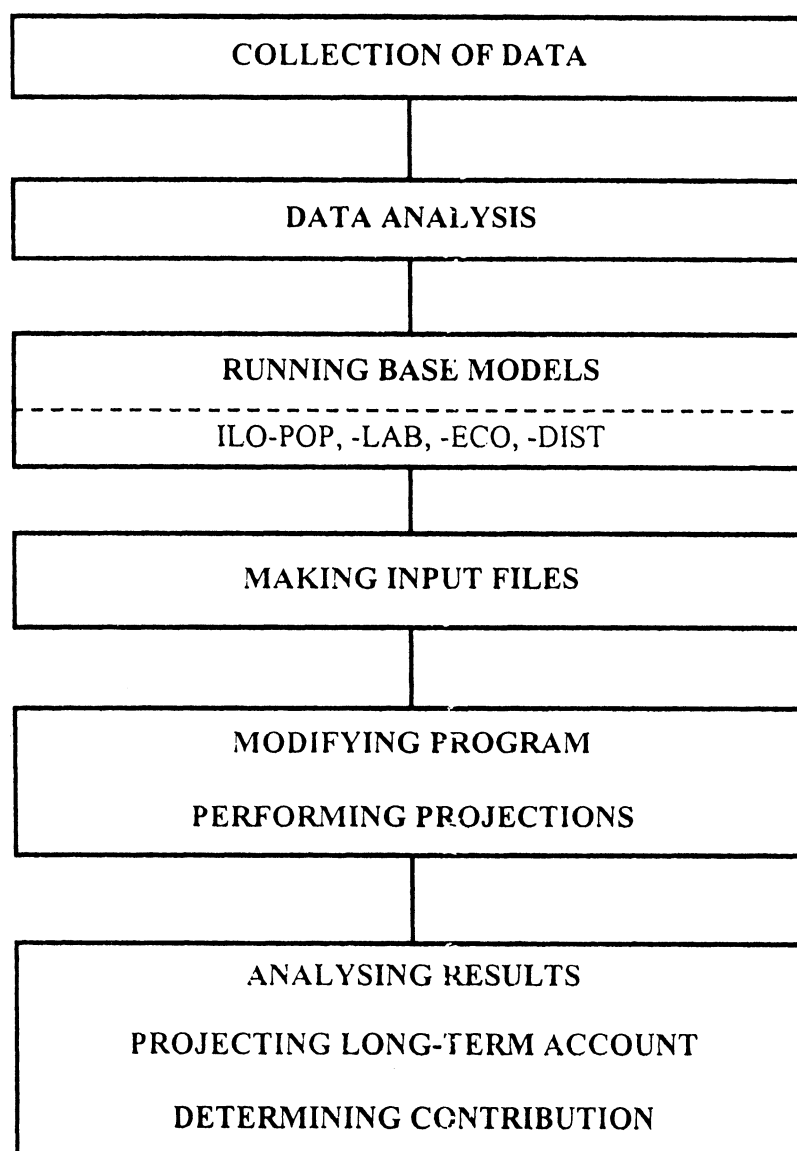 COLLECTION OF DATA
DATA ANALYSIS
RUNNING BASE MODELS
ILO-POP, -LAB, -ECO, -DIST
MAKING INPUT FILES
MODIFYING PROGRAM
PERFORMING PROJECTIONS
ANALYSING RESULTS
PROJECTING LONG-TERM ACCOUNT
DETERMINING CONTRIBUTION